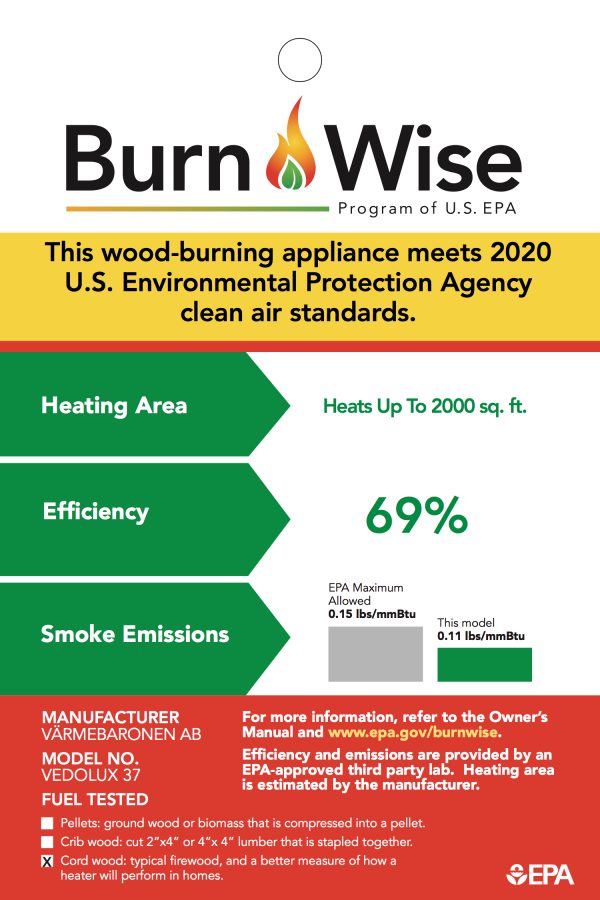 Burn Wise
Program of U.S. EPA
This wood-burning appliance meets 2020
U.S. Environmental Protection Agency
clean air standards.
Heating Area
Heats Up To 2000 sq. ft.
Efficiency
69%
Smoke Emissions
EPA Maximum
Allowed
0.15 lbs/mmBtu
This model
0.11 lbs/mmBtu
MANUFACTURER
VÄRMEBARONEN AB
MODEL NO.
VEDOLUX 37
For more information, refer to the Owner's
Manual and www.epa.gov/burnwise.
Efficiency and emissions are provided by an
EPA-approved third party lab.  Heating area
is estimated by the manufacturer.
FUEL TESTED
Pellets: ground wood or biomass that is compressed into a pellet.
Crib wood: cut 2"x4" or 4"x 4" lumber that is stapled together.
X Cord wood: typical firewood, and a better measure of how a
heater will perform in homes.
EPA